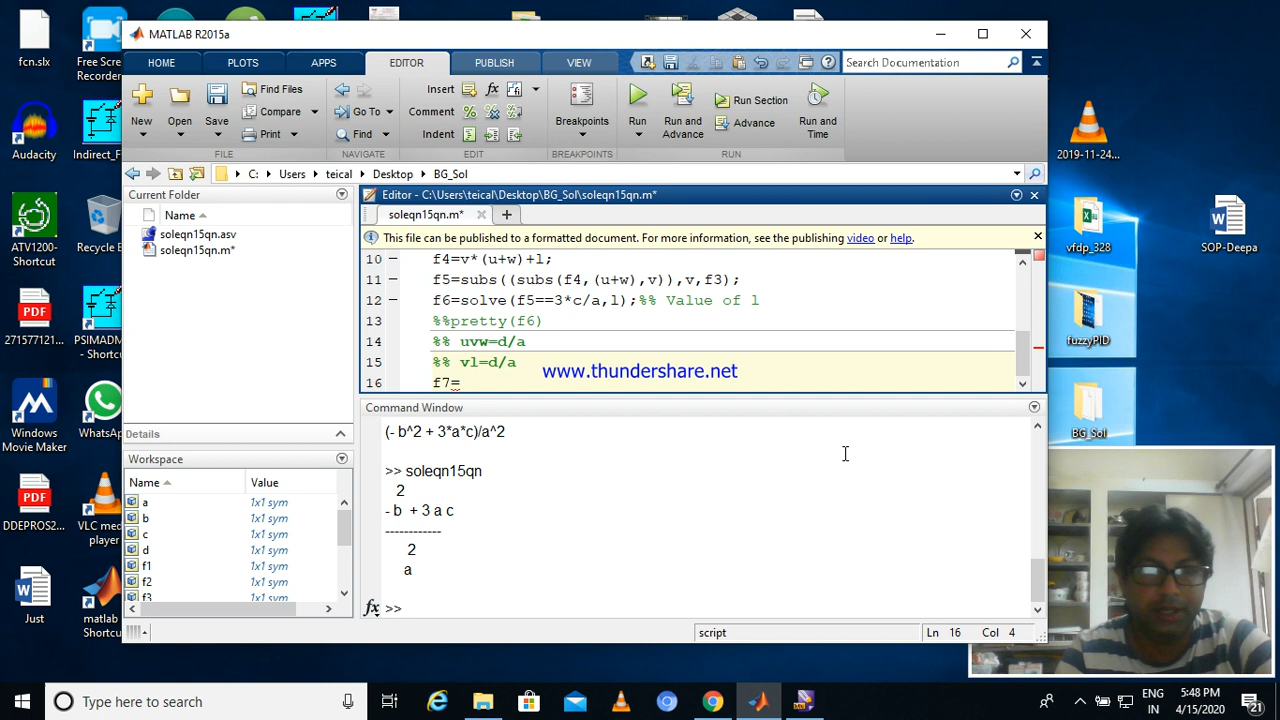 fcn.slx
Free Scre
Recorder
Audacity
Indirect_F
ATV1200-
Shortcut
Recycle B
271577121
PSIMADM
- Shortcu
Windows
Movie Maker
WhatsAp
DDEPROS2...
VLC med
player
Just
matlab
Shortcu
MATLAB R2015a
HOME PLOTS APPS EDITOR PUBLISH VIEW Search Documentation
New Open Save Find Files Compare Print
Insert Comment Indent
Go To Find
Breakpoints Run Run and Advance Run Section Advance Run and Time
FILE NAVIGATE EDIT BREAKPOINTS RUN
C: Users teical Desktop BG_Sol
Current Folder
Name
soleqn15qn.asv
soleqn15qn.m*
Details
Workspace
Name Value
a 1x1 sym
b 1x1 sym
c 1x1 sym
d 1x1 sym
f1 1x1 sym
f2 1x1 sym
f3 1x1 sym
Editor - C:\Users\teical\Desktop\BG_Sol\soleqn15qn.m*
soleqn15qn.m*
This file can be published to a formatted document. For more information, see the publishing video or help.
10 f4=v*(u+w)+l;
11 f5=subs((subs(f4,(u+w),v)),v,f3);
12 f6=solve(f5==3*c/a,l);%% Value of l
13 %%pretty(f6)
14 %% uvw=d/a
15 %% vl=d/a
16 f7=
www.thundershare.net
Command Window
(- b^2 + 3*a*c)/a^2
>> soleqn15qn
2
- b + 3 a c
------------
2
a
fx >>
script Ln 16 Col 4
2019-11-24...
vfdp_328
SOP-Deepa
fuzzyPID
BG_Sol
Type here to search
ENG
IN
5:48 PM
4/15/2020
21